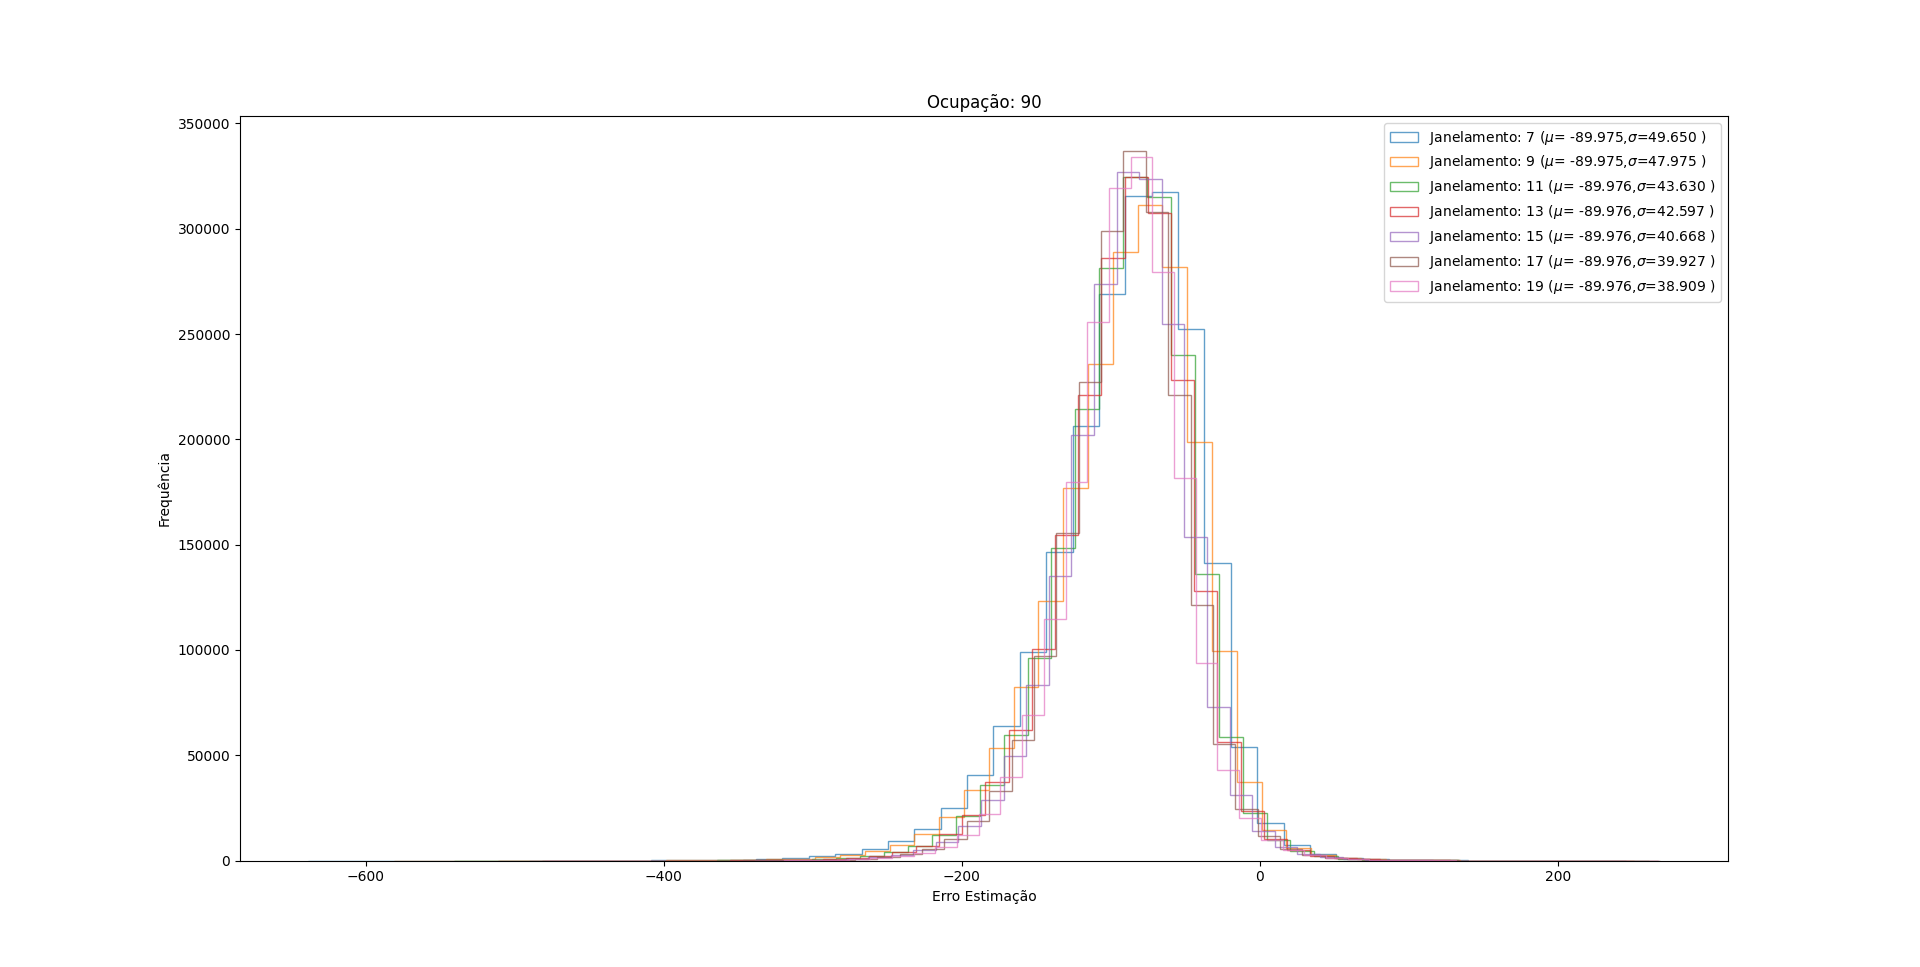 Ocupação: 90
350000
300000
250000
200000
150000
100000
50000
0
Frequência
Janelamento: 7 (μ= -89.975,σ=49.650 )
Janelamento: 9 (μ= -89.975,σ=47.975 )
Janelamento: 11 (μ= -89.976,σ=43.630 )
Janelamento: 13 (μ= -89.976,σ=42.597 )
Janelamento: 15 (μ= -89.976,σ=40.668 )
Janelamento: 17 (μ= -89.976,σ=39.927 )
Janelamento: 19 (μ= -89.976,σ=38.909 )
−600 −400 −200 0 200
Erro Estimação